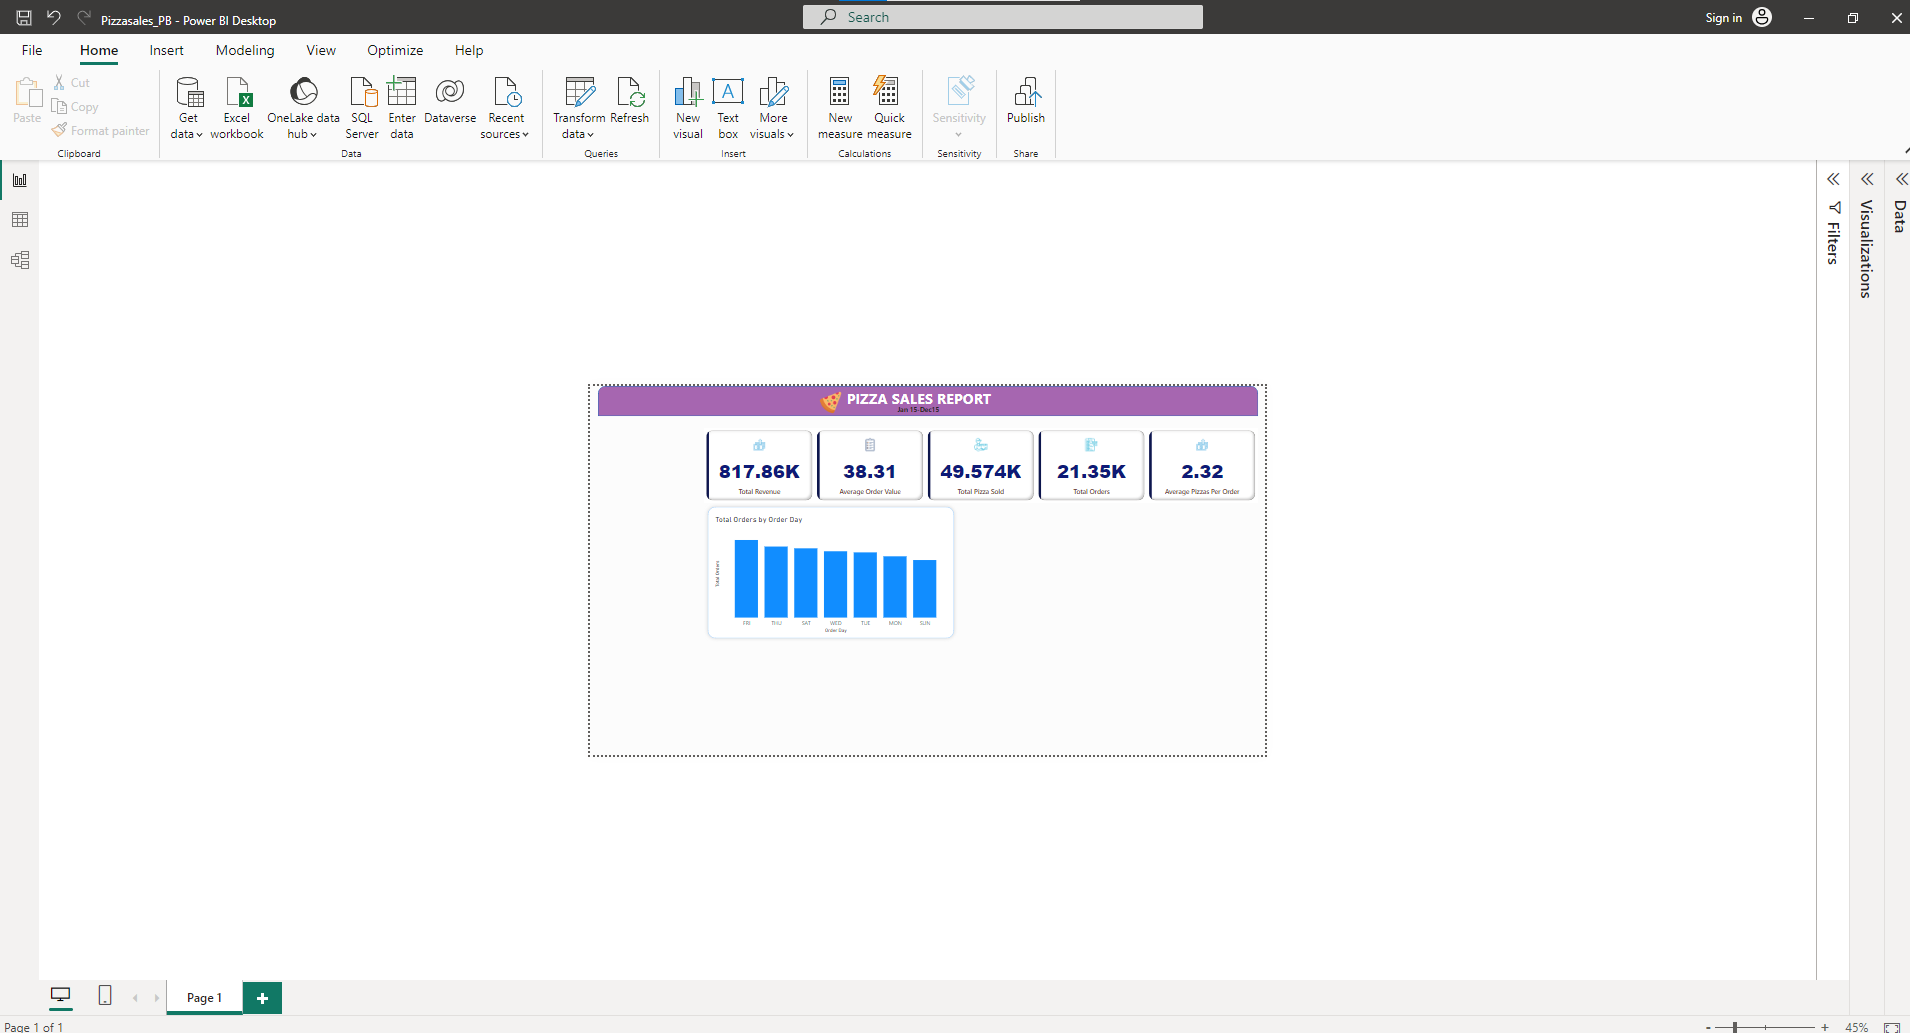 Pizzasales_PB - Power BI Desktop
Search
Sign in
File Home Insert Modeling View Optimize Help
Paste
Cut
Copy
Format painter
Clipboard
Get data
Excel workbook
OneLake data hub
SQL Server
Enter data
Dataverse
Recent sources
Data
Transform data
Refresh
Queries
New visual
Text box
More visuals
Insert
New measure
Quick measure
Calculations
Sensitivity
Sensitivity
Publish
Share
Filters
Visualizations
Data
PIZZA SALES REPORT
Jan 15-Dec15
817.86K
Total Revenue
38.31
Average Order Value
49.574K
Total Pizza Sold
21.35K
Total Orders
2.32
Average Pizzas Per Order
Total Orders by Order Day
Total Orders
FRI THU SAT WED TUE MON SUN
Order Day
Page 1
Page 1 of 1
45%